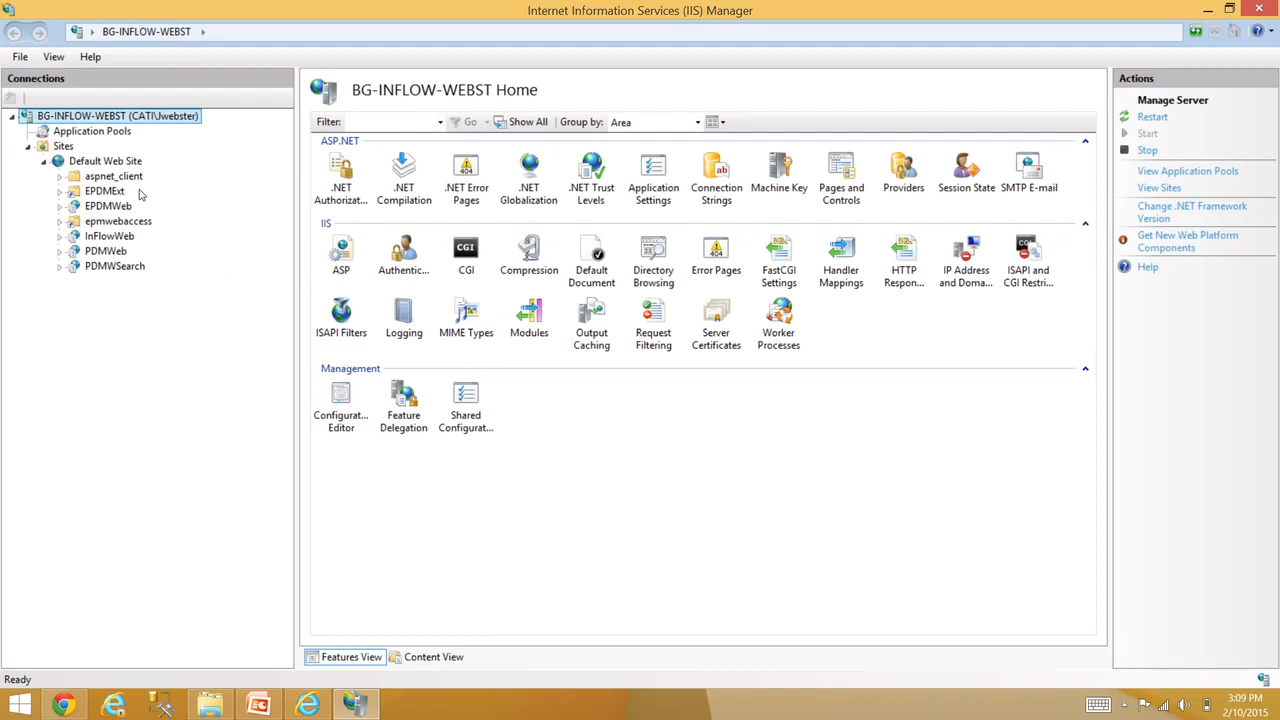 Internet Information Services (IIS) Manager
BG-INFLOW-WEBST
File View Help
Connections
BG-INFLOW-WEBST (CATI\Jwebster)
Application Pools
Sites
Default Web Site
aspnet_client
EPDMExt
EPDMWeb
epmwebaccess
InFlowWeb
PDMWeb
PDMWSearch
BG-INFLOW-WEBST Home
Filter: Go Show All Group by: Area
ASP.NET
.NET Authorizat...
.NET Compilation
.NET Error Pages
.NET Globalization
.NET Trust Levels
Application Settings
Connection Strings
Machine Key
Pages and Controls
Providers
Session State
SMTP E-mail
IIS
ASP
Authentic...
CGI
Compression
Default Document
Directory Browsing
Error Pages
FastCGI Settings
Handler Mappings
HTTP Respon...
IP Address and Doma...
ISAPI and CGI Restri...
ISAPI Filters
Logging
MIME Types
Modules
Output Caching
Request Filtering
Server Certificates
Worker Processes
Management
Configurat... Editor
Feature Delegation
Shared Configurat...
Features View Content View
Actions
Manage Server
Restart
Start
Stop
View Application Pools
View Sites
Change .NET Framework
Version
Get New Web Platform
Components
Help
Ready
3:09 PM
2/10/2015